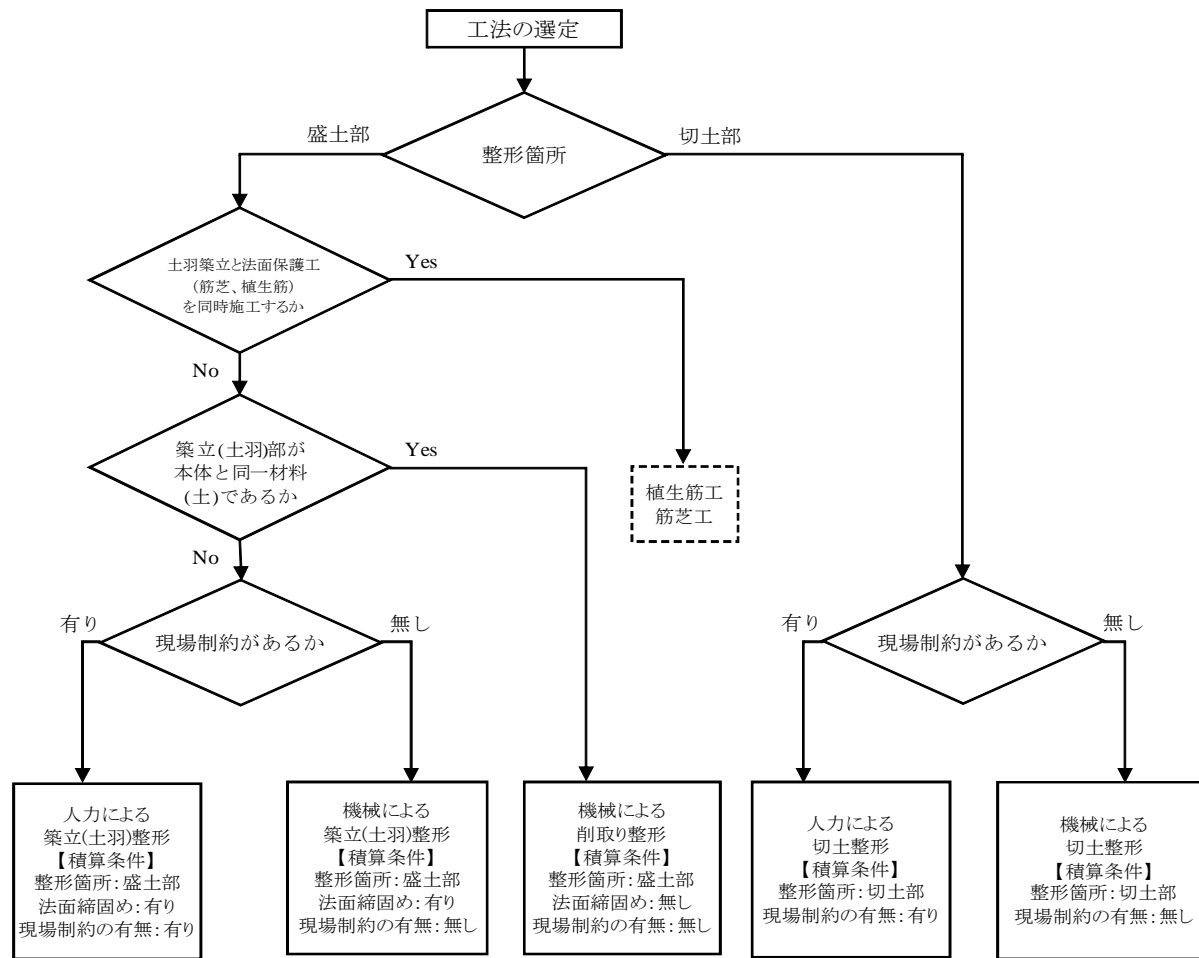 工法の選定
盛土部
切土部
整形箇所
土羽築立と法面保護工
(筋芝、植生筋)
を同時施工するか
Yes
No
築立(土羽)部が
本体と同一材料
(土)であるか
Yes
植生筋工
筋芝工
No
有り
現場制約があるか
無し
有り
現場制約があるか
無し
人力による
築立(土羽)整形
【積算条件】
整形箇所:盛土部
法面締固め:有り
現場制約の有無:有り
機械による
築立(土羽)整形
【積算条件】
整形箇所:盛土部
法面締固め:有り
現場制約の有無:無し
機械による
削取り整形
【積算条件】
整形箇所:盛土部
法面締固め:無し
現場制約の有無:無し
人力による
切土整形
【積算条件】
整形箇所:切土部
現場制約の有無:有り
機械による
切土整形
【積算条件】
整形箇所:切土部
現場制約の有無:無し